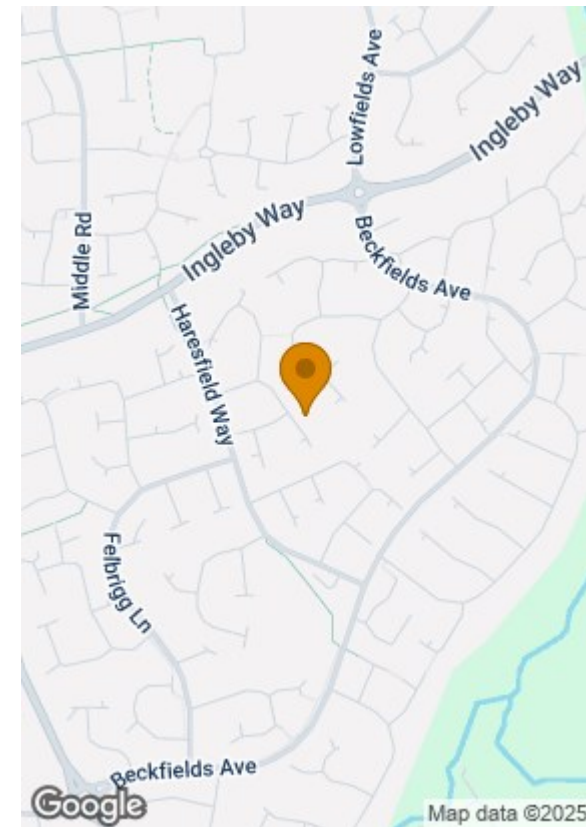 Lowfields Ave
Ingleby Way
Middle Rd
Ingleby Way
Beckfields Ave
Haresfield Way
Felbrigg Ln
Beckfields Ave
Google
Map data ©2025